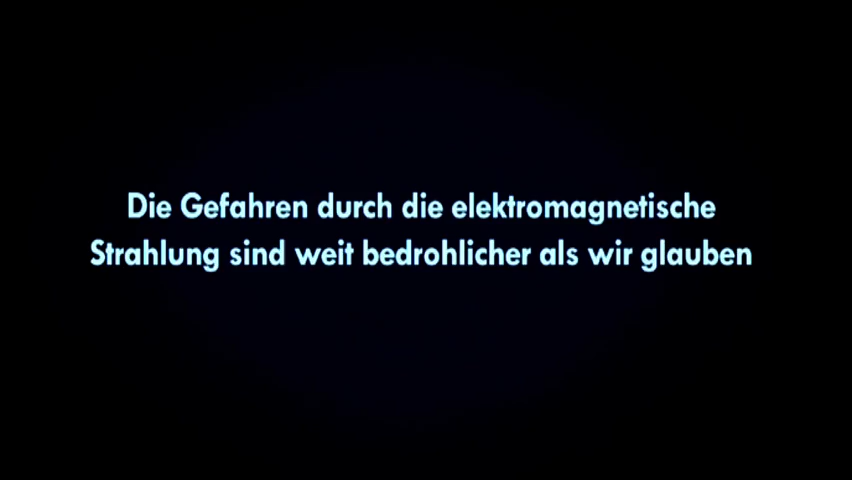 Die Gefahren durch die elektromagnetische
Strahlung sind weit bedrohlicher als wir glauben